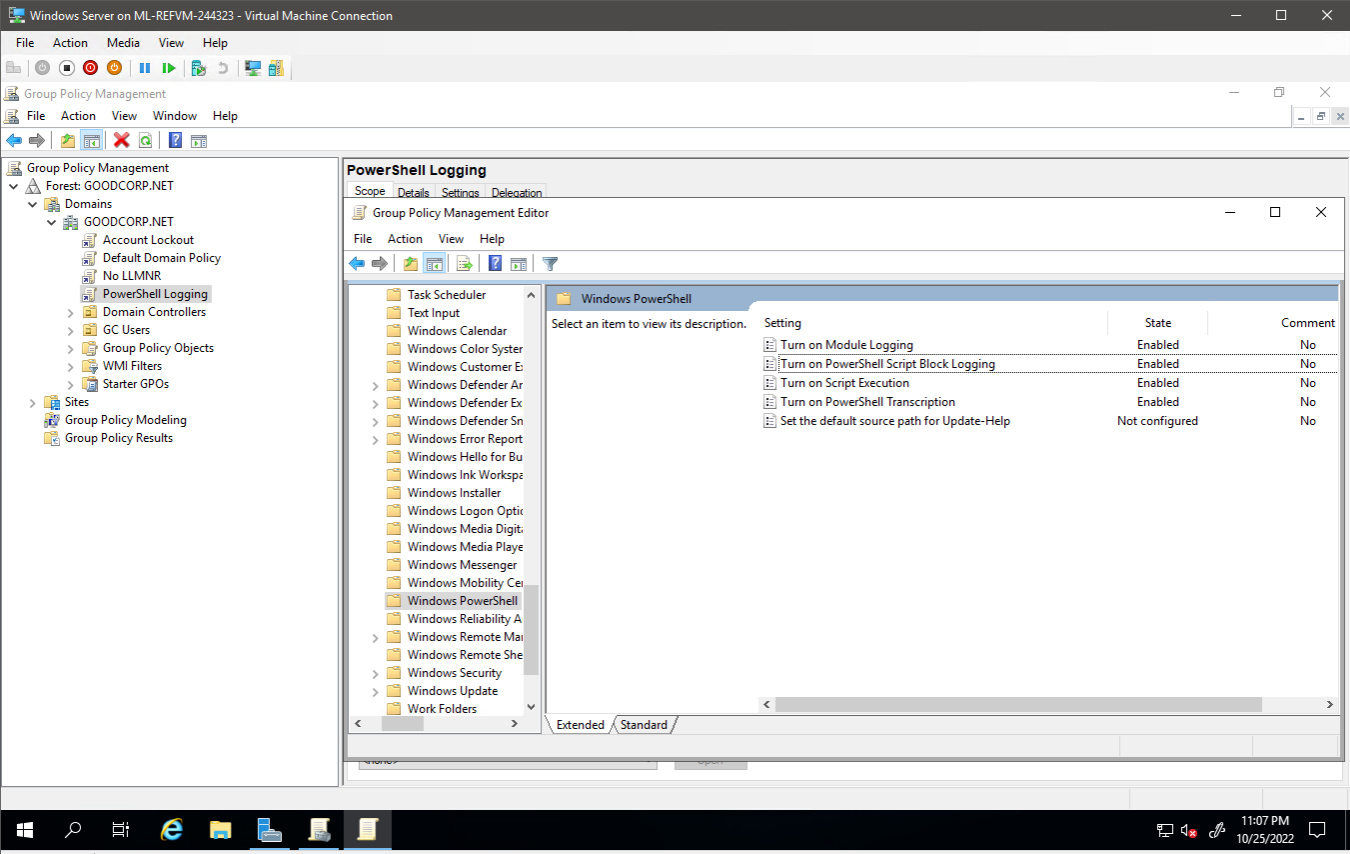 Windows Server on ML-REFVM-244323 - Virtual Machine Connection
File Action Media View Help
Group Policy Management
File Action View Window Help
Group Policy Management
Forest: GOODCORP.NET
Domains
GOODCORP.NET
Account Lockout
Default Domain Policy
No LLMNR
PowerShell Logging
Domain Controllers
GC Users
Group Policy Objects
WMI Filters
Starter GPOs
Sites
Group Policy Modeling
Group Policy Results
PowerShell Logging
Scope Details Settings Delegation
Group Policy Management Editor
File Action View Help
Task Scheduler
Text Input
Windows Calendar
Windows Color Syster
Windows Customer E
Windows Defender Ar
Windows Defender Ex
Windows Defender Sn
Windows Error Report
Windows Hello for Bu
Windows Ink Workspa
Windows Installer
Windows Logon Optic
Windows Media Digit
Windows Media Playe
Windows Messenger
Windows Mobility Cer
Windows PowerShell
Windows Reliability A
Windows Remote Mar
Windows Remote She
Windows Security
Windows Update
Work Folders
Windows PowerShell
Select an item to view its description.
Setting State Comment
Turn on Module Logging Enabled No
Turn on PowerShell Script Block Logging Enabled No
Turn on Script Execution Enabled No
Turn on PowerShell Transcription Enabled No
Set the default source path for Update-Help Not configured No
Extended Standard
11:07 PM
10/25/2022